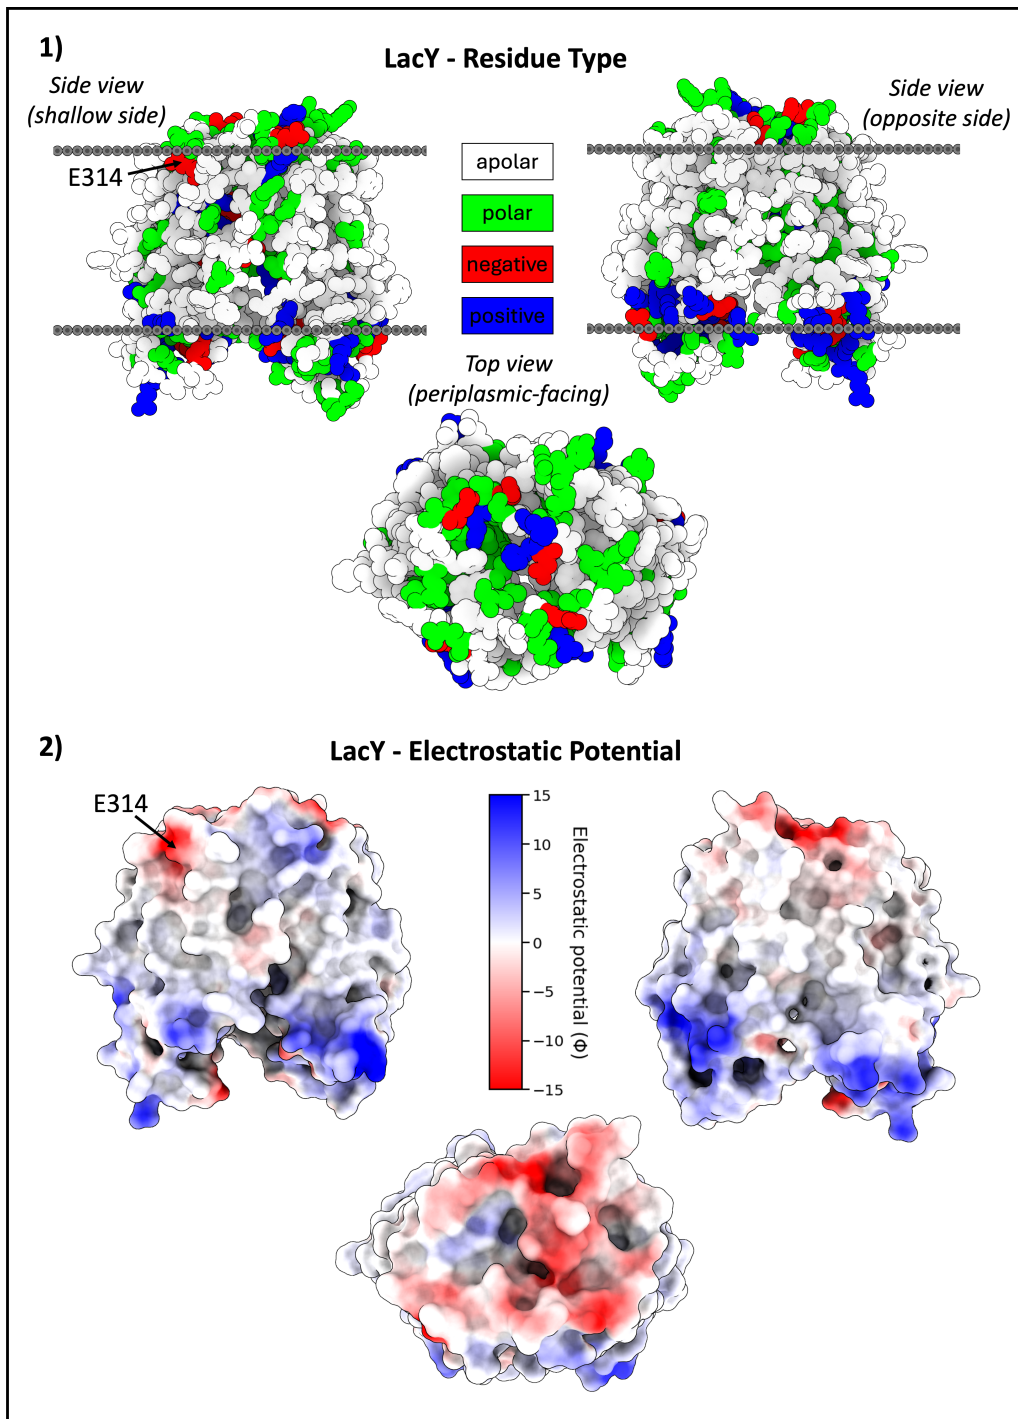 1)
LacY - Residue Type
Side view
(shallow side)
Side view
(opposite side)
E314
apolar
polar
negative
positive
Top view
(periplasmic-facing)
2)
LacY - Electrostatic Potential
E314
15
10
5
0
−5
−10
−15
Electrostatic potential (Φ)